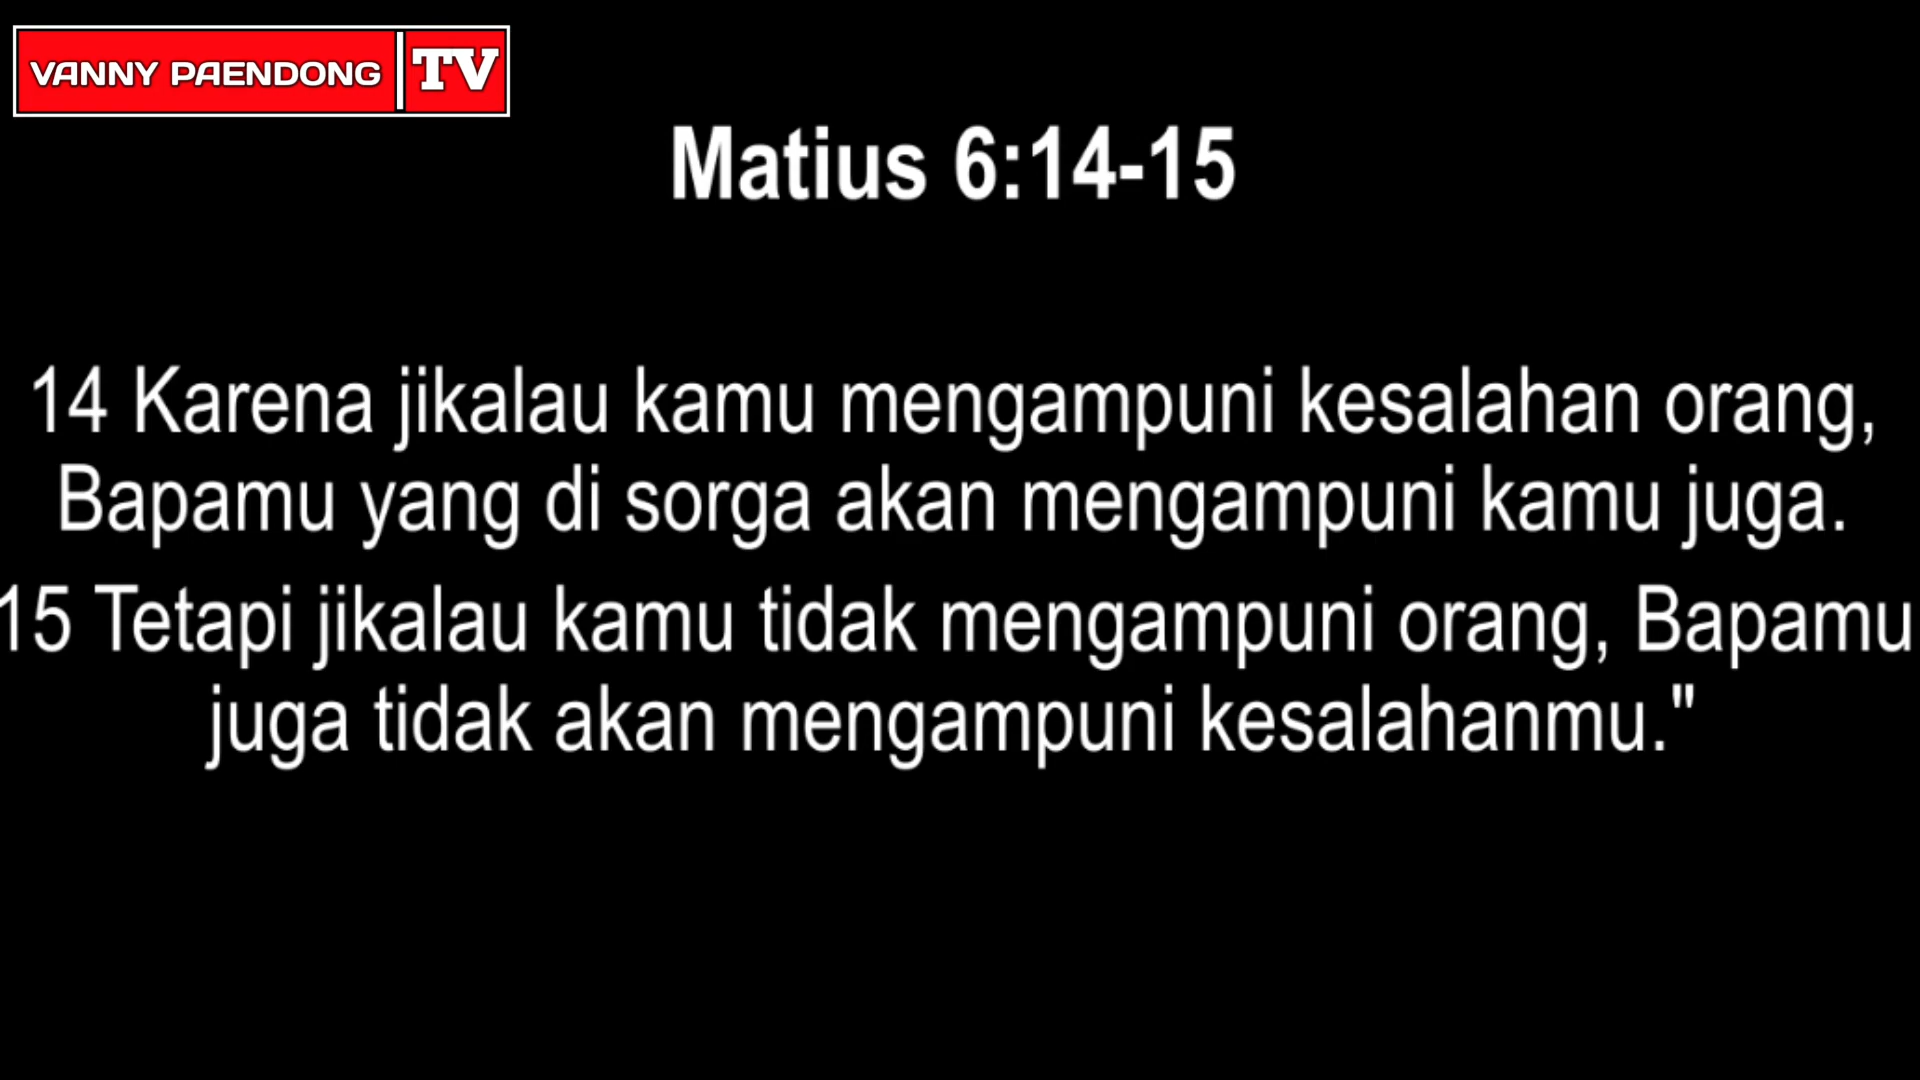 VANNY PAENDONG TV
Matius 6:14-15
14 Karena jikalau kamu mengampuni kesalahan orang,
Bapamu yang di sorga akan mengampuni kamu juga.
15 Tetapi jikalau kamu tidak mengampuni orang, Bapamu
juga tidak akan mengampuni kesalahanmu."